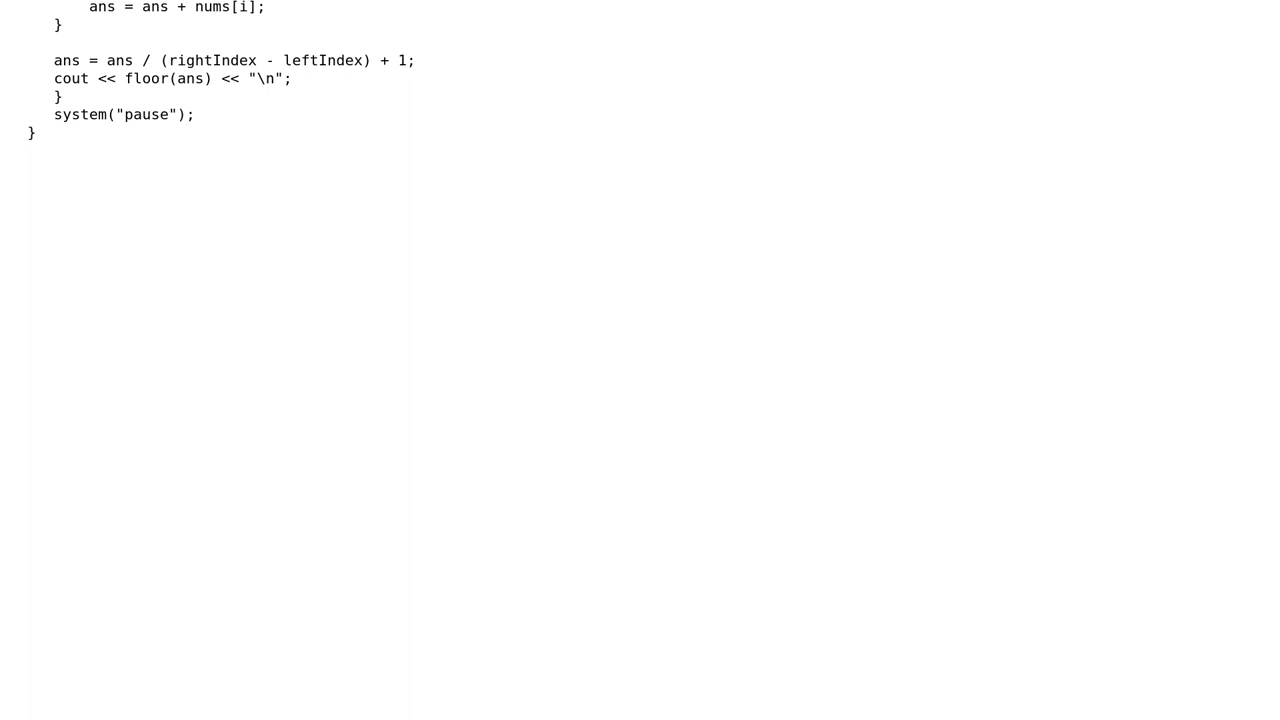 ans = ans + nums[i];
}
ans = ans / (rightIndex - leftIndex) + 1;
cout << floor(ans) << "\n";
}
system("pause");
}